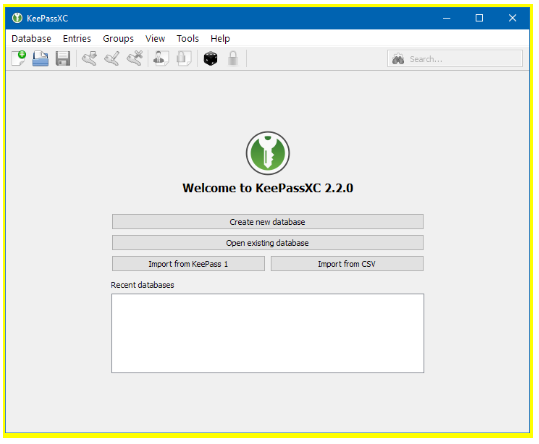 KeePassXC
Database Entries Groups View Tools Help
Search...
Welcome to KeePassXC 2.2.0
Create new database
Open existing database
Import from KeePass 1 Import from CSV
Recent databases